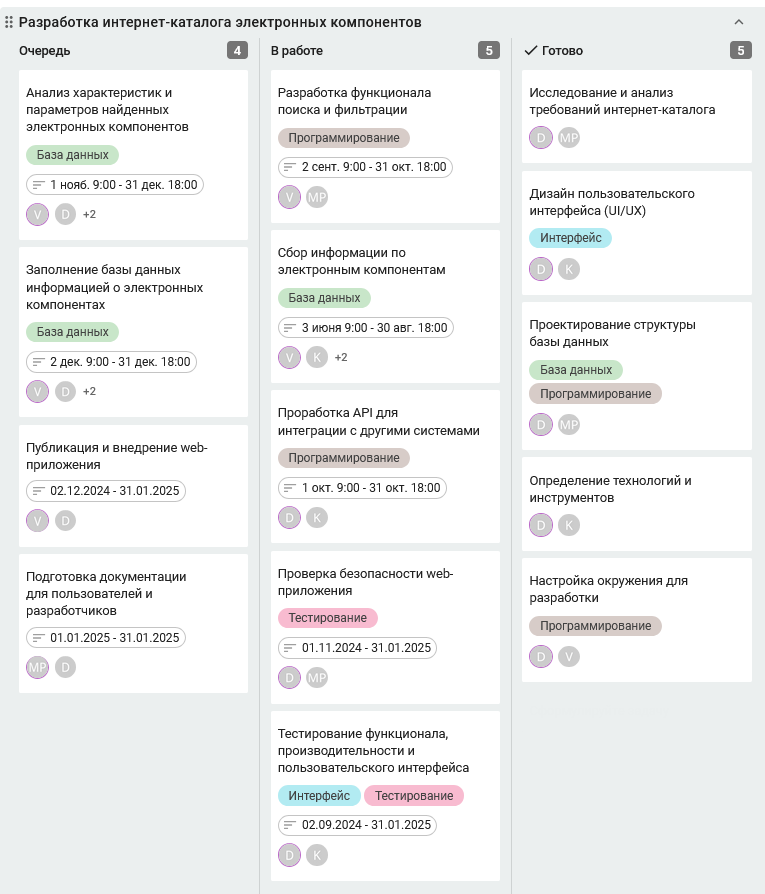 Разработка интернет-каталога электронных компонентов
Очередь
4
Анализ характеристик и
параметров найденных
электронных компонентов
База данных
1 нояб. 9:00 - 31 дек. 18:00
V D +2
Заполнение базы данных
информацией о электронных
компонентах
База данных
2 дек. 9:00 - 31 дек. 18:00
V D +2
Публикация и внедрение web-
приложения
02.12.2024 - 31.01.2025
V D
Подготовка документации
для пользователей и
разработчиков
01.01.2025 - 31.01.2025
MP D
В работе
5
Разработка функционала
поиска и фильтрации
Программирование
2 сент. 9:00 - 31 окт. 18:00
V MP
Сбор информации по
электронным компонентам
База данных
3 июня 9:00 - 30 авг. 18:00
V K +2
Проработка API для
интеграции с другими системами
Программирование
1 окт. 9:00 - 31 окт. 18:00
D K
Проверка безопасности web-
приложения
Тестирование
01.11.2024 - 31.01.2025
D MP
Тестирование функционала,
производительности и
пользовательского интерфейса
Интерфейс Тестирование
02.09.2024 - 31.01.2025
D K
Готово
5
Исследование и анализ
требований интернет-каталога
D MP
Дизайн пользовательского
интерфейса (UI/UX)
Интерфейс
D K
Проектирование структуры
базы данных
База данных
Программирование
D MP
Определение технологий и
инструментов
D K
Настройка окружения для
разработки
Программирование
D V